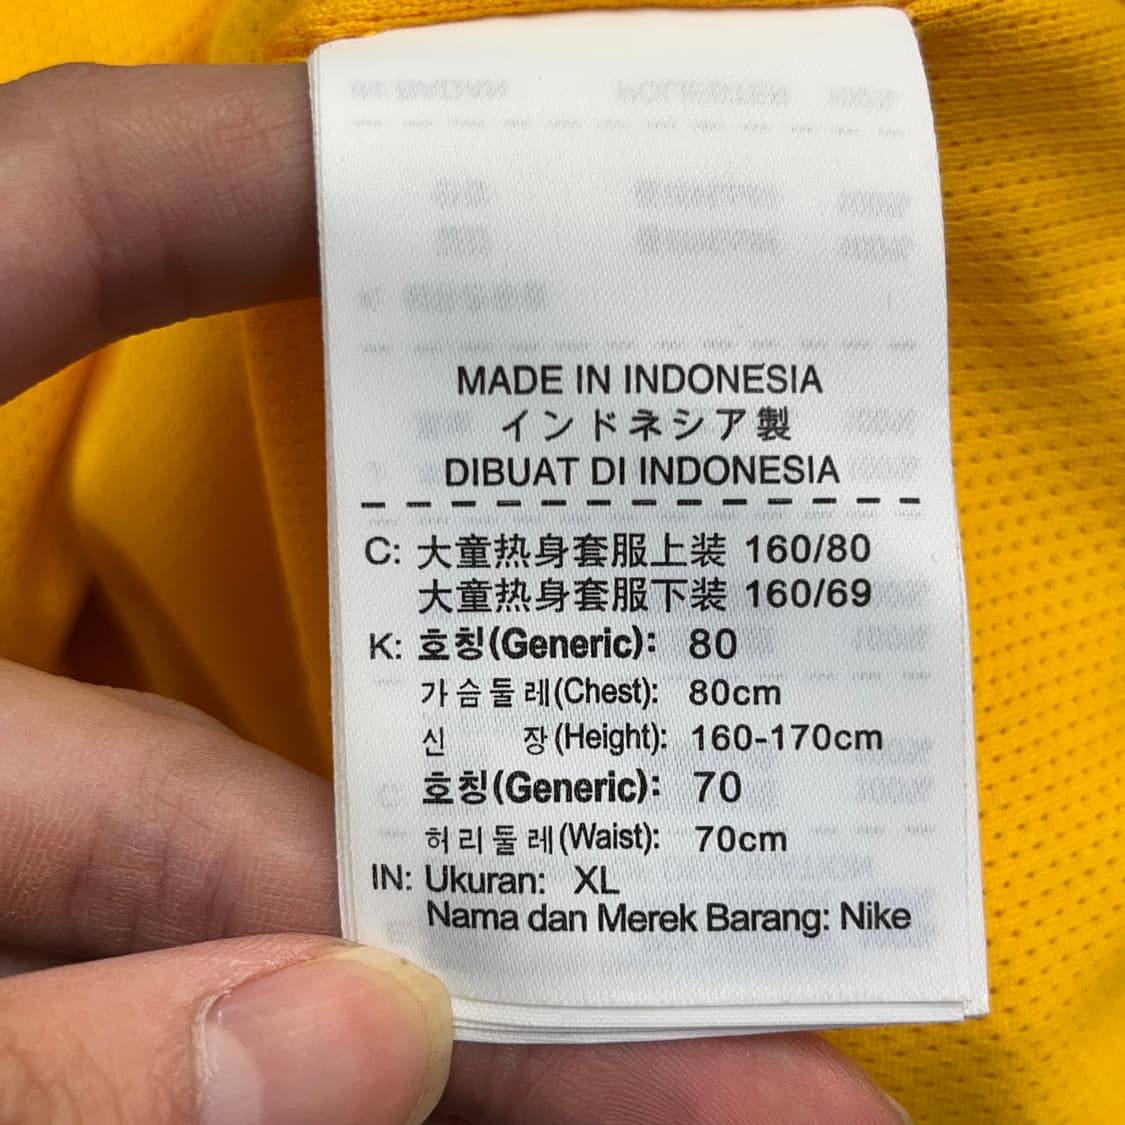 MADE IN INDONESIA
インドネシア製
DIBUAT DI INDONESIA
C: 大童热身套服上装 160/80
大童热身套服下装 160/69
K: 호칭(Generic): 80
가슴둘레(Chest): 80cm
신 장(Height): 160-170cm
호칭(Generic): 70
허리둘레(Waist): 70cm
IN: Ukuran: XL
Nama dan Merek Barang: Nike